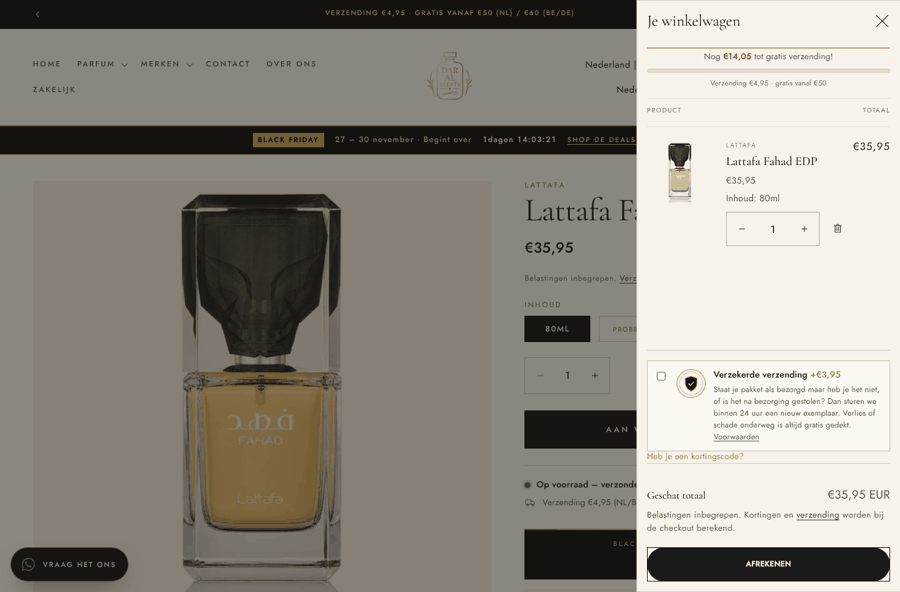 VERZENDING €4,95 · GRATIS VANAF €50 (NL) / €60 (BE/DE)
HOME PARFUM MERKEN CONTACT OVER ONS
ZAKELIJK
DAR
AL
Nederland |
BLACK FRIDAY 27 – 30 november · Begint over 1dagen 14:03:21 SHOP DE DEALS
فهد
FAHAD
Lattafa
LATTAFA
Lattafa Fa
€35,95
Belastingen inbegrepen.
INHOUD
80ML
1
Op voorraad –
Verzending €4,95
VRAAG HET ONS
Je winkelwagen
Nog €14,05 tot gratis verzending!
Verzending €4,95 · gratis vanaf €50
PRODUCT TOTAAL
LATTAFA
€35,95
Lattafa Fahad EDP
€35,95
Inhoud: 80ml
− 1 +
Verzekerde verzending +€3,95
Staat je pakket als bezorgd maar heb je het niet,
of is het na bezorging gestolen? Dan sturen we
binnen 24 uur een nieuw exemplaar. Verlies of
schade onderweg is altijd gratis gedekt.
Voorwaarden
Heb je een kortingscode?
Geschat totaal €35,95 EUR
Belastingen inbegrepen. Kortingen en verzending worden bij
de checkout berekend.
AFREKENEN